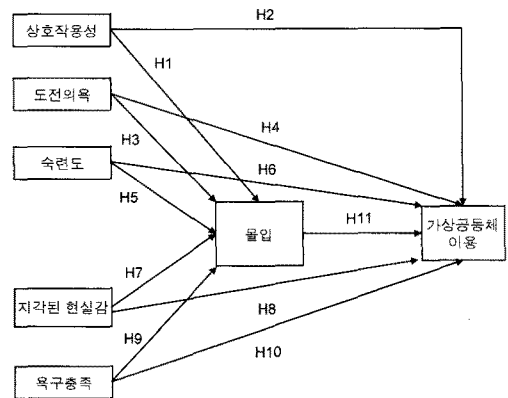 H2
상호작용성
H1
도전의욕
H3
H4
숙련도
H6
H5
H11
몰입
가상공동체
이용
H7
지각된 현실감
H8
H9
H10
욕구충족